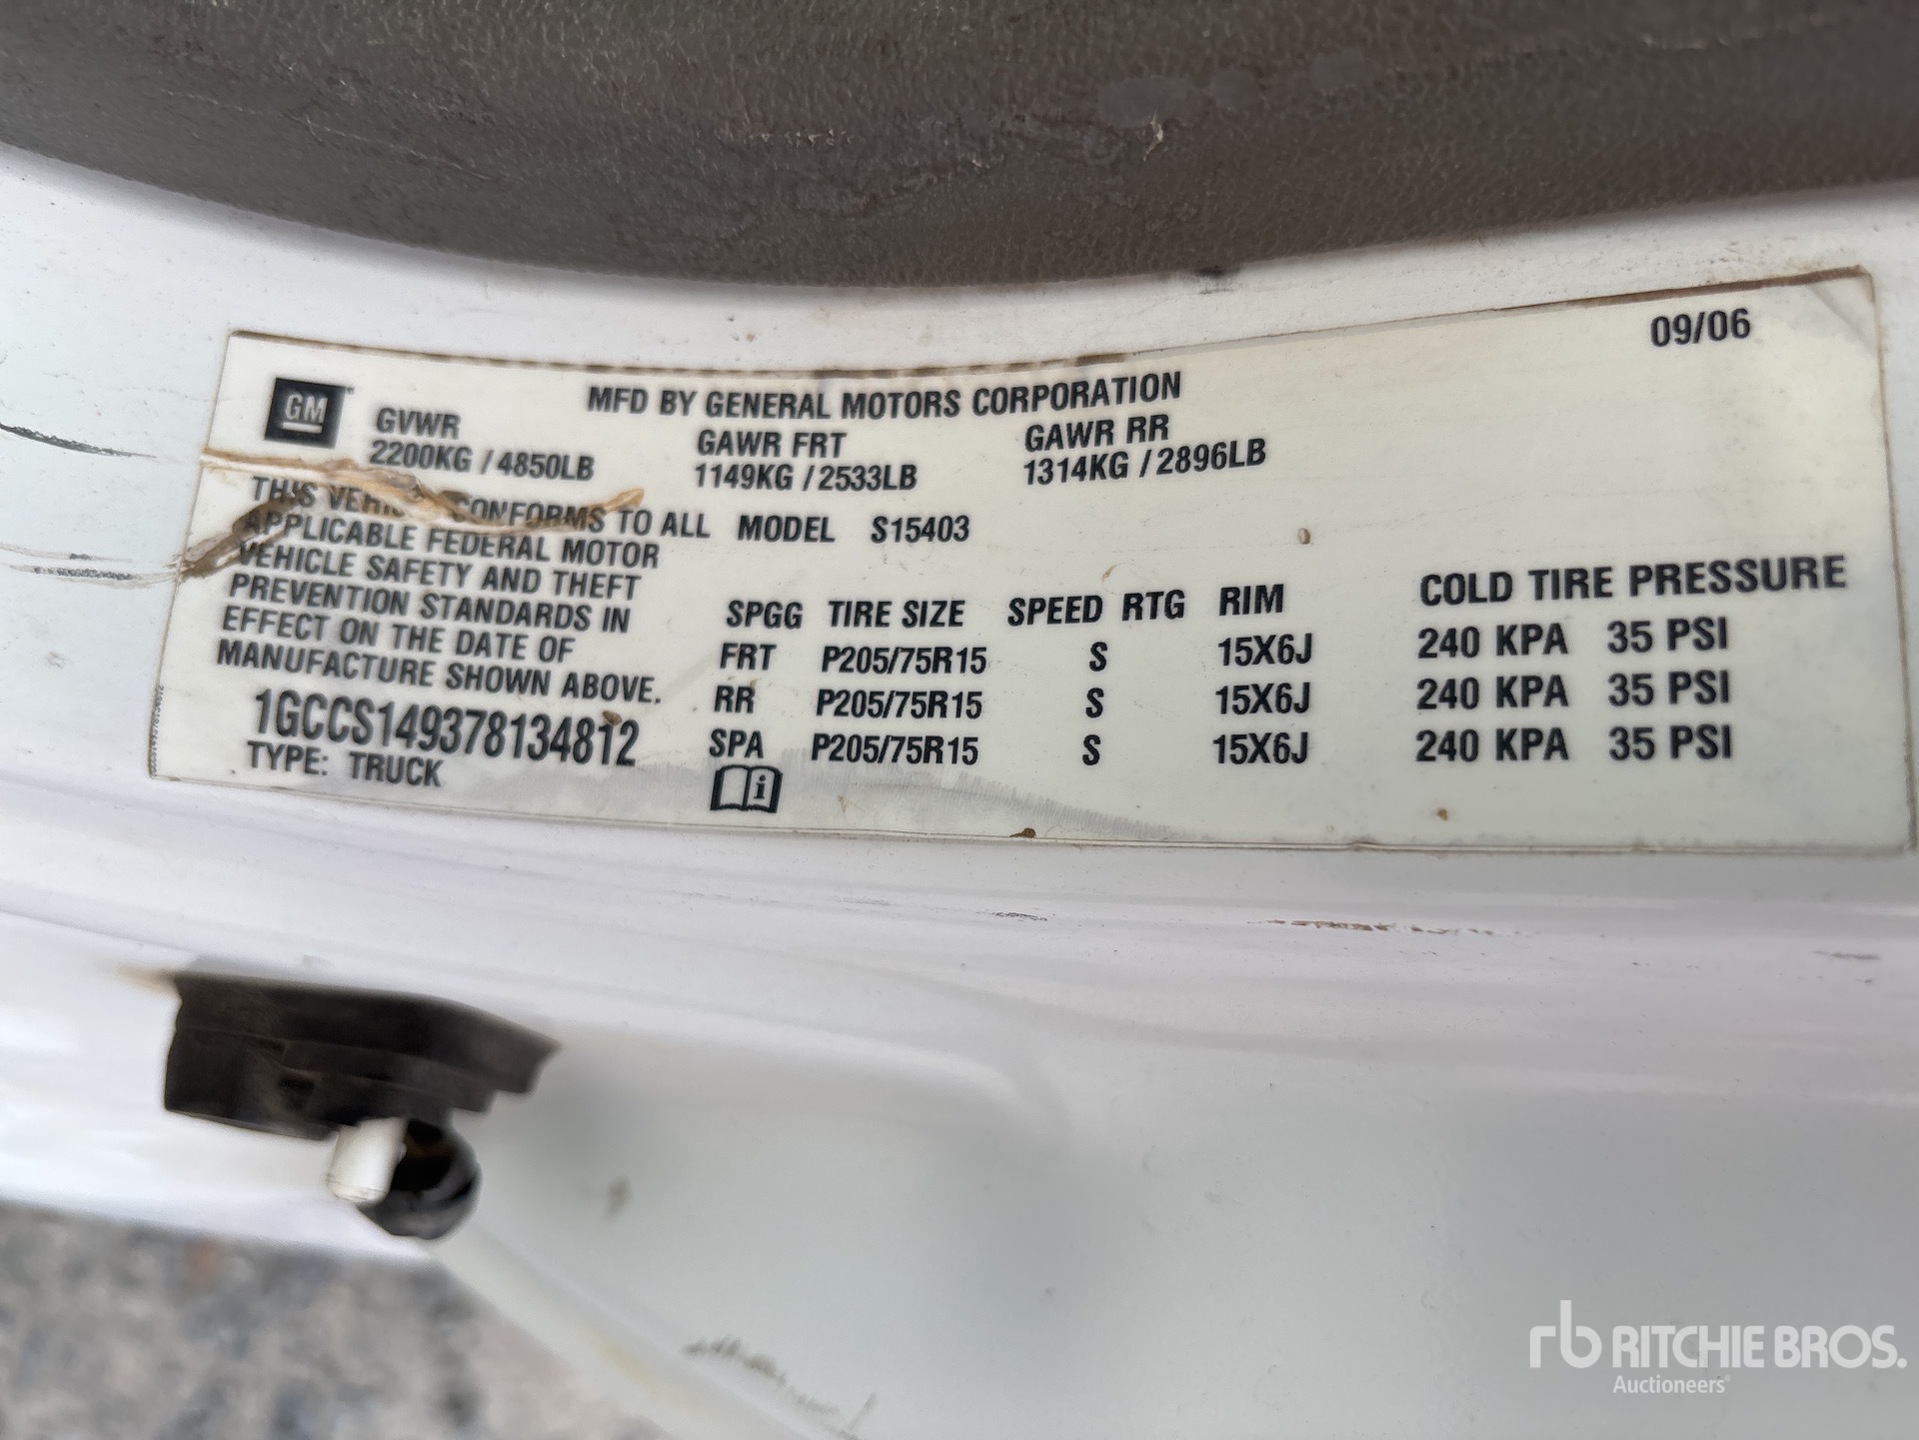 09/06
GM
MFD BY GENERAL MOTORS CORPORATION
GVWR GAWR FRT GAWR RR
2200KG / 4850LB 1149KG / 2533LB 1314KG / 2896LB
THIS CONFORMS TO ALL MODEL S15403
APPLICABLE FEDERAL MOTOR
VEHICLE SAFETY AND THEFT
PREVENTION STANDARDS IN
EFFECT ON THE DATE OF
MANUFACTURE SHOWN ABOVE.
1GCCS149378134812
TYPE: TRUCK
SPGG TIRE SIZE SPEED RTG RIM COLD TIRE PRESSURE
FRT P205/75R15 S 15X6J 240 KPA 35 PSI
RR P205/75R15 S 15X6J 240 KPA 35 PSI
SPA P205/75R15 S 15X6J 240 KPA 35 PSI
i
rb RITCHIE BROS.
Auctioneers